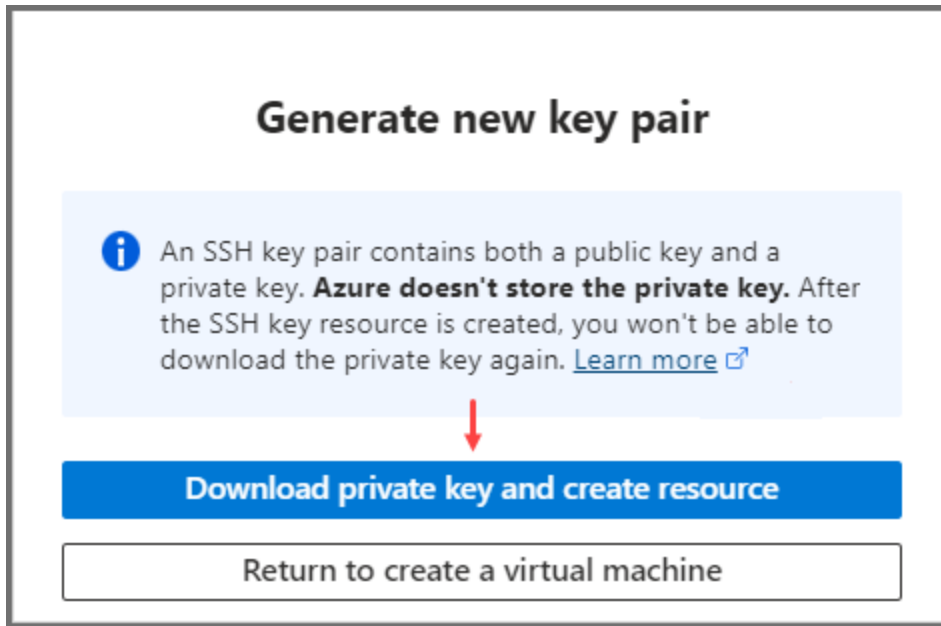 Generate new key pair
An SSH key pair contains both a public key and a
private key. Azure doesn't store the private key. After
the SSH key resource is created, you won't be able to
download the private key again. Learn more
Download private key and create resource
Return to create a virtual machine